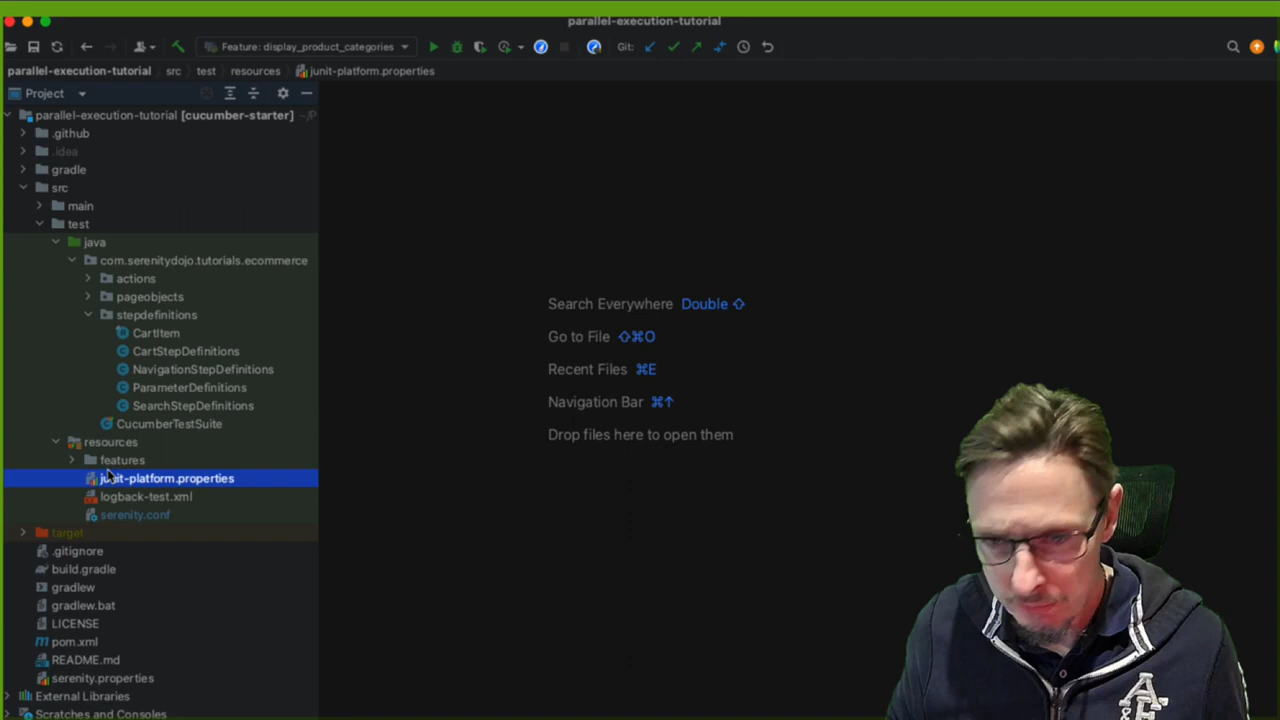 parallel-execution-tutorial
Feature: display_product_categories
Git:
parallel-execution-tutorial src test resources junit-platform.properties
Project
parallel-execution-tutorial [cucumber-starter] ~/P
.github
.idea
gradle
src
main
test
java
com.serenitydojo.tutorials.ecommerce
actions
pageobjects
stepdefinitions
CartItem
CartStepDefinitions
NavigationStepDefinitions
ParameterDefinitions
SearchStepDefinitions
CucumberTestSuite
resources
features
junit-platform.properties
logback-test.xml
serenity.conf
target
.gitignore
build.gradle
gradlew
gradlew.bat
LICENSE
pom.xml
README.md
serenity.properties
External Libraries
Scratches and Consoles
Search Everywhere Double ⇧
Go to File ⇧⌘O
Recent Files ⌘E
Navigation Bar ⌘↑
Drop files here to open them
A&F